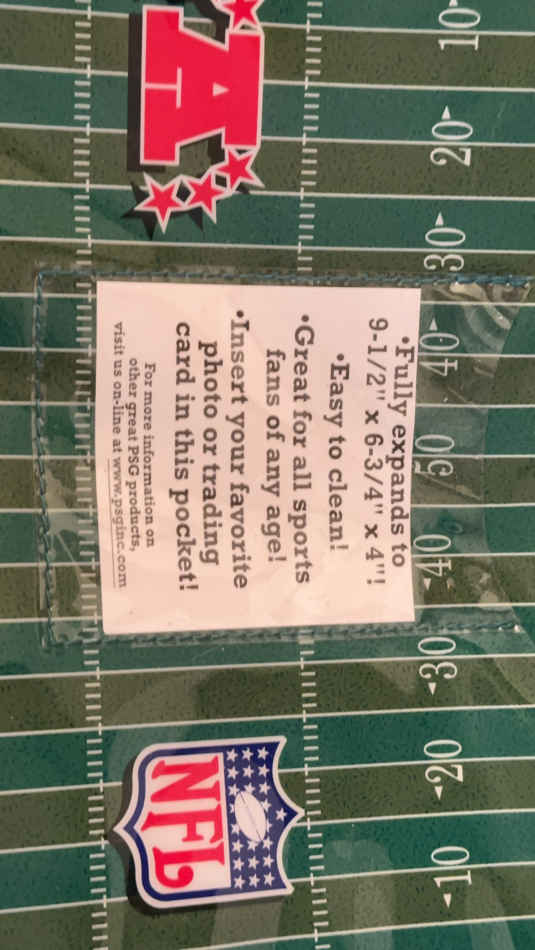 A
10
20
30
40
50
40
30
20
10
•Fully expands to
9-1/2" x 6-3/4" x 4"!
•Easy to clean!
•Great for all sports
fans of any age!
•Insert your favorite
photo or trading
card in this pocket!
For more information on
other great PSG products,
visit us on-line at www.psginc.com
NFL